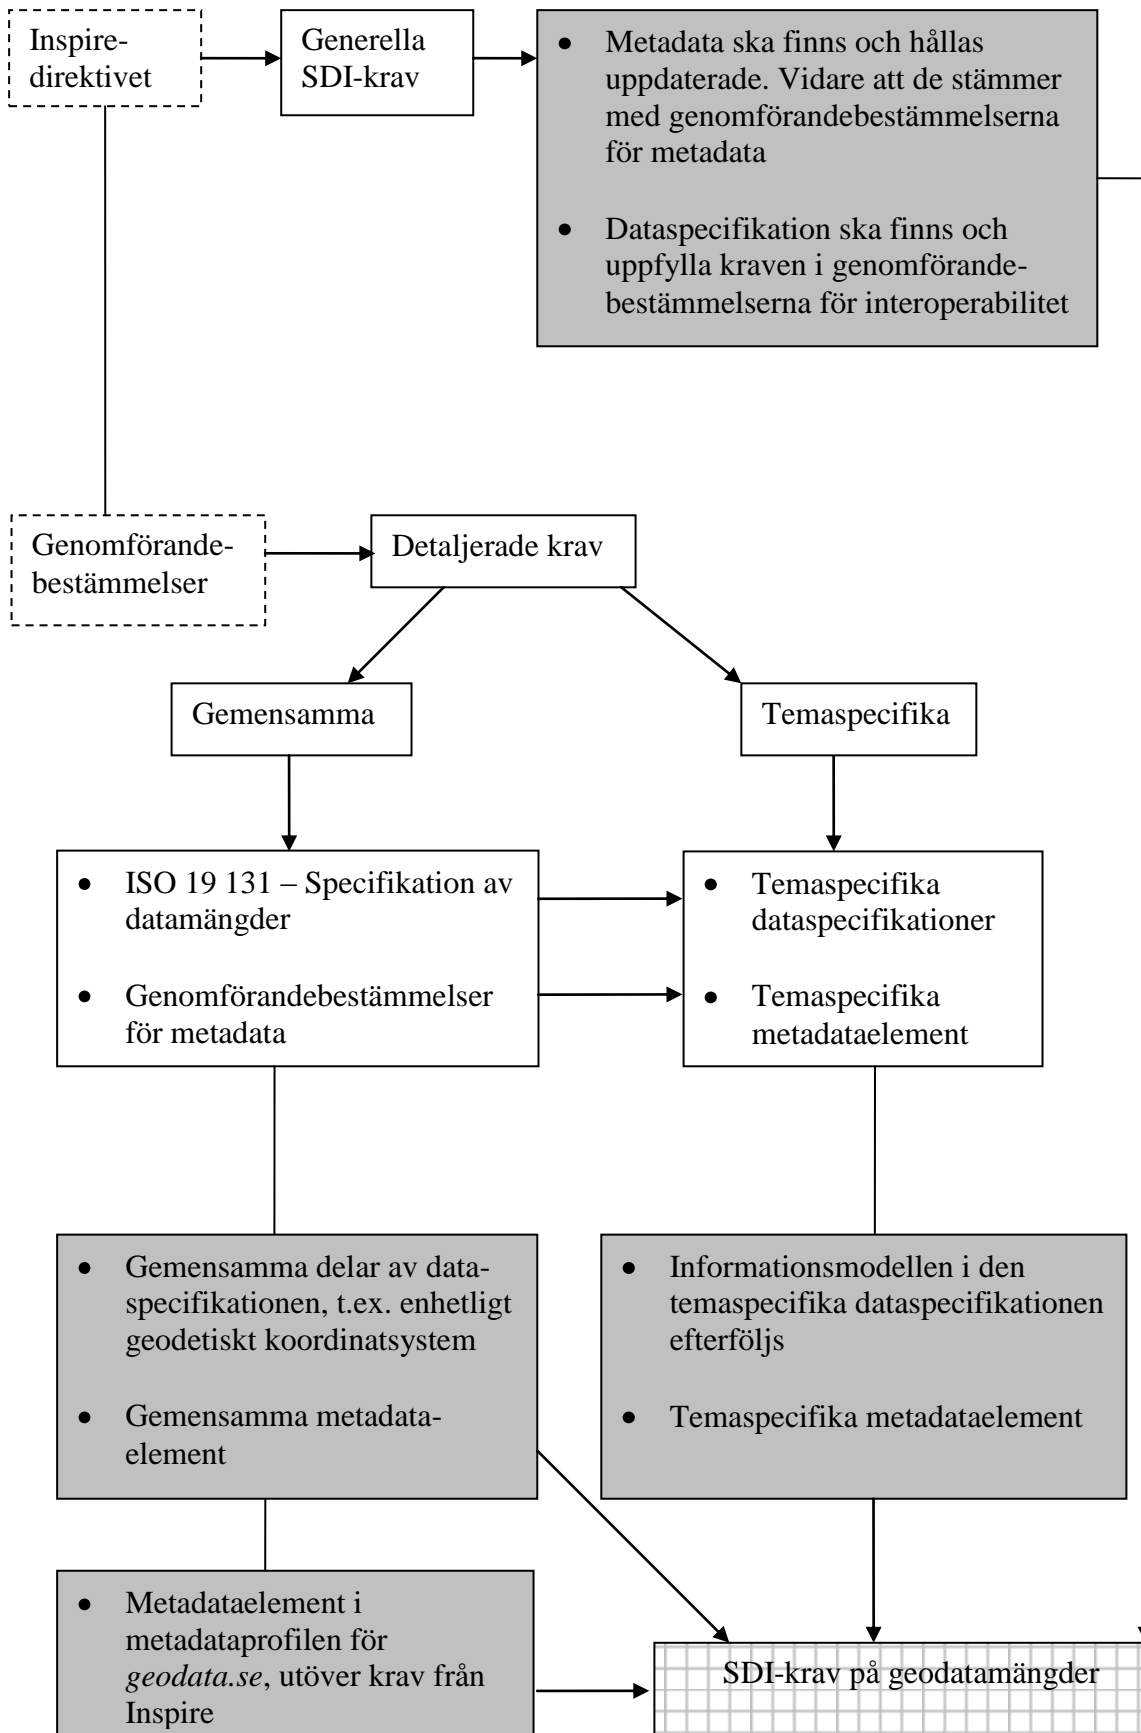 Inspire-
direktivet
Generella
SDI-krav
• Metadata ska finns och hållas
uppdaterade. Vidare att de stämmer
med genomförandebestämmelserna
för metadata
• Dataspecifikation ska finns och
uppfylla kraven i genomförande-
bestämmelserna för interoperabilitet
Genomförande-
bestämmelser
Detaljerade krav
Gemensamma
Temaspecifika
• ISO 19 131 – Specifikation av
datamängder
• Genomförandebestämmelser
för metadata
• Temaspecifika
dataspecifikationer
• Temaspecifika
metadataelement
• Gemensamma delar av data-
specifikationen, t.ex. enhetligt
geodetiskt koordinatsystem
• Gemensamma metadata-
element
• Informationsmodellen i den
temaspecifika dataspecifikationen
efterföljs
• Temaspecifika metadataelement
• Metadataelement i
metadataprofilen för
geodata.se, utöver krav från
Inspire
SDI-krav på geodatamängder